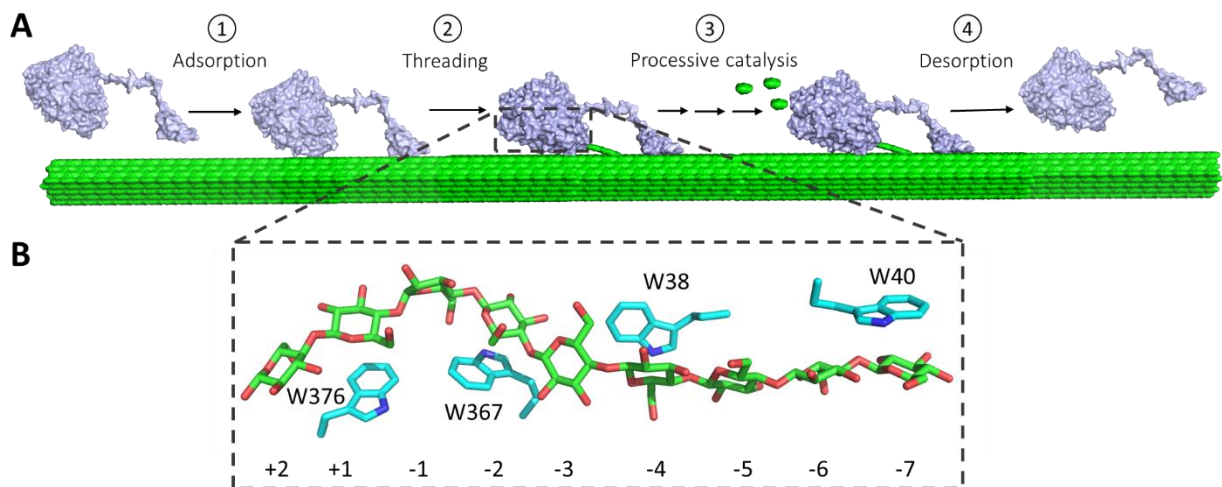 A
1 2 3 4
Adsorption Threading Processive catalysis Desorption
B
W38 W40
W376 W367
+2 +1 -1 -2 -3 -4 -5 -6 -7